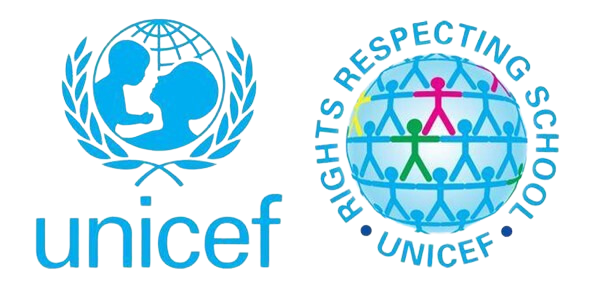 unicef
RIGHTS RESPECTING SCHOOL
• UNICEF •